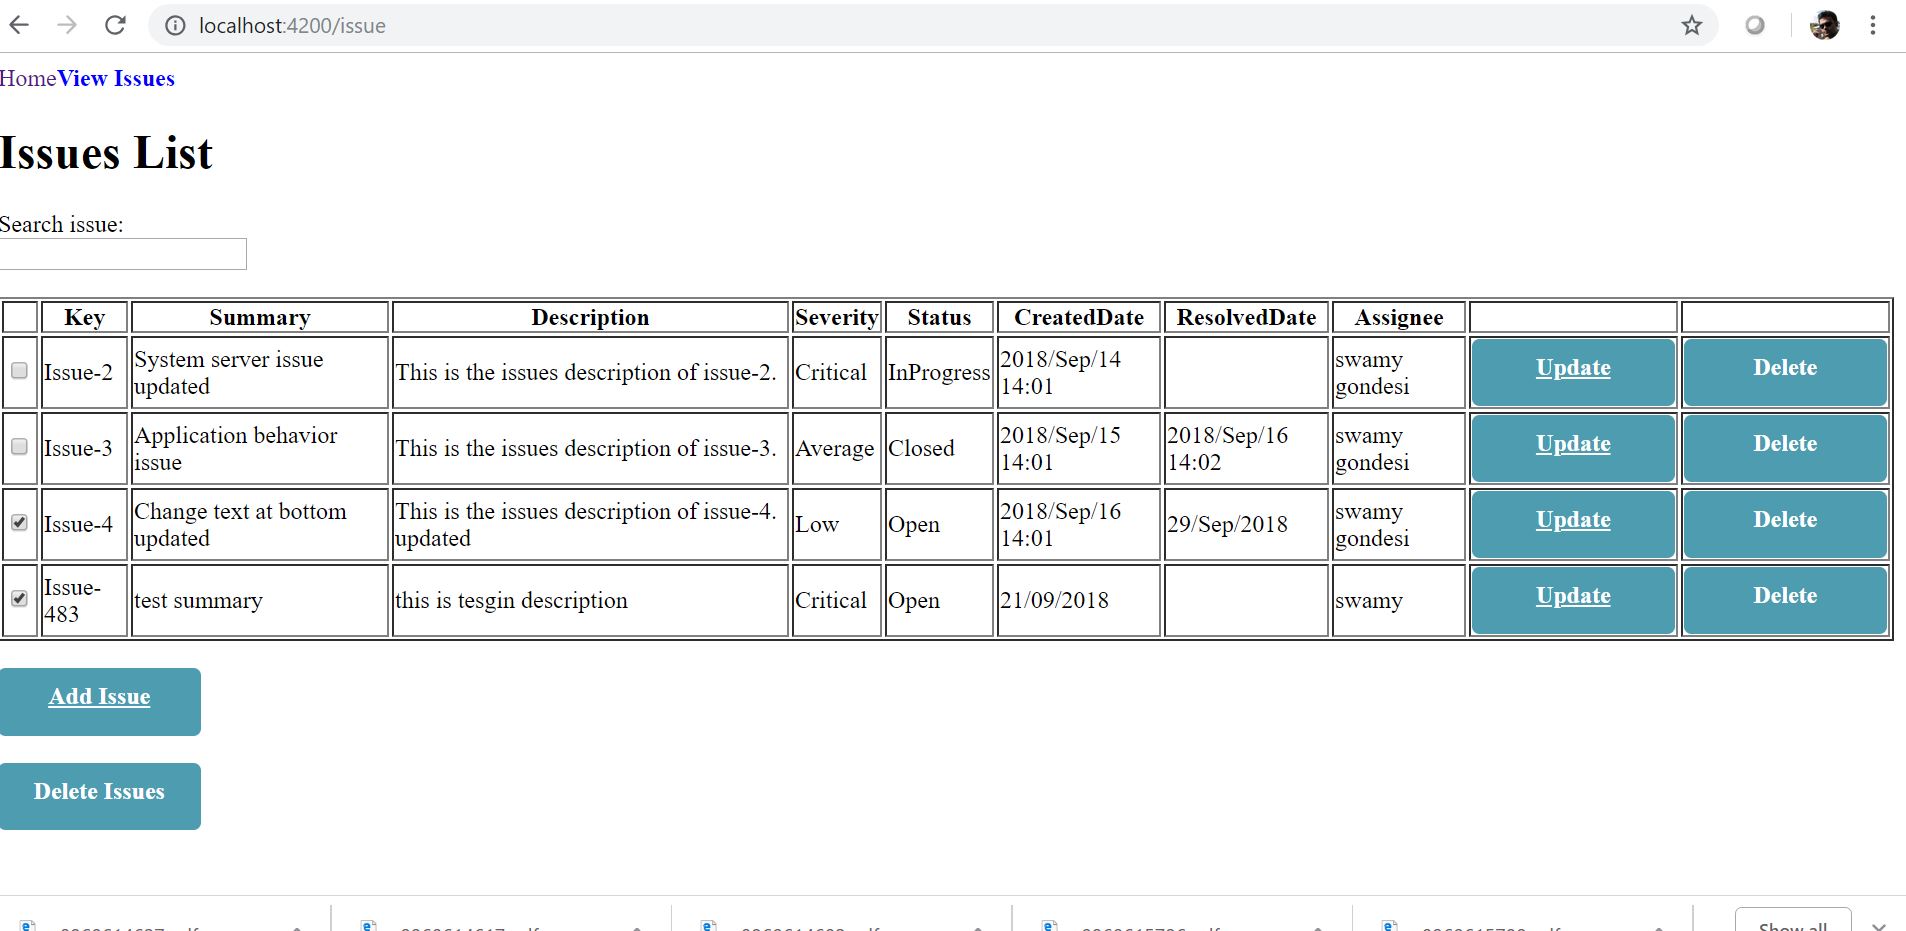 localhost:4200/issue
HomeView Issues
Issues List
Search issue:
Key Summary Description Severity Status CreatedDate ResolvedDate Assignee
Issue-2 System server issue updated This is the issues description of issue-2. Critical InProgress 2018/Sep/14 14:01 swamy gondesi Update Delete
Issue-3 Application behavior issue This is the issues description of issue-3. Average Closed 2018/Sep/15 14:01 2018/Sep/16 14:02 swamy gondesi Update Delete
Issue-4 Change text at bottom updated This is the issues description of issue-4. updated Low Open 2018/Sep/16 14:01 29/Sep/2018 swamy gondesi Update Delete
Issue-483 test summary this is tesgin description Critical Open 21/09/2018 swamy Update Delete
Add Issue
Delete Issues
Show all